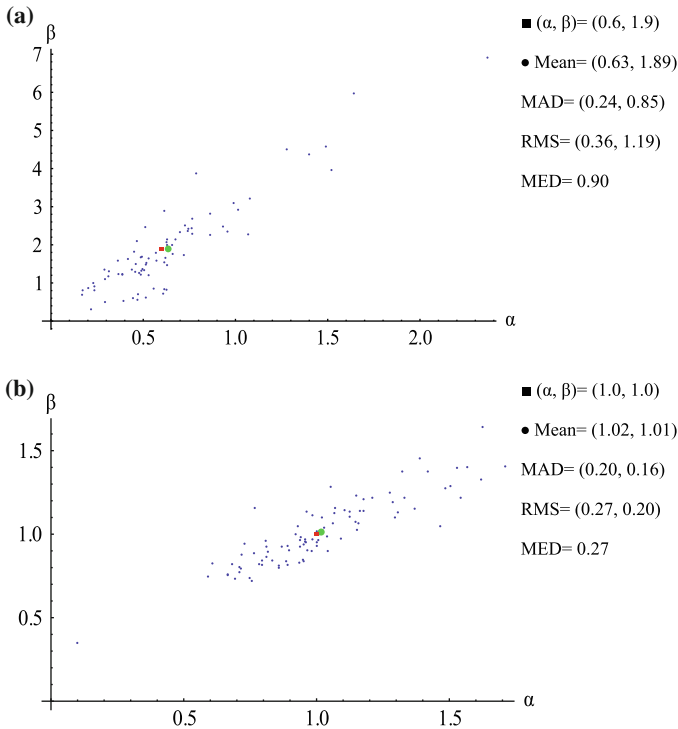 (a)
β
7
6
5
4
3
2
1
0.5 1.0 1.5 2.0 α
■ (α, β)= (0.6, 1.9)
● Mean= (0.63, 1.89)
MAD= (0.24, 0.85)
RMS= (0.36, 1.19)
MED= 0.90
(b)
β
1.5
1.0
0.5
0.5 1.0 1.5 α
■ (α, β)= (1.0, 1.0)
● Mean= (1.02, 1.01)
MAD= (0.20, 0.16)
RMS= (0.27, 0.20)
MED= 0.27